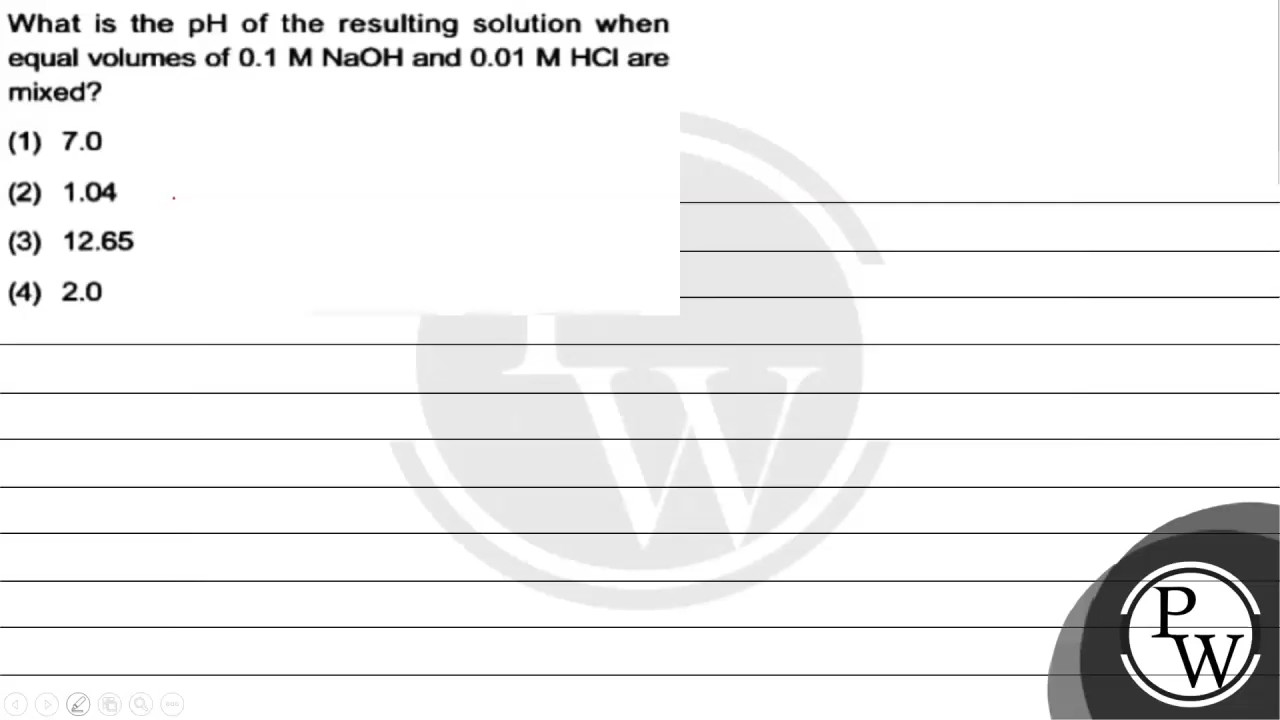 What is the pH of the resulting solution when
equal volumes of 0.1 M NaOH and 0.01 M HCl are
mixed?
(1) 7.0
(2) 1.04
(3) 12.65
(4) 2.0
P
W
P
W